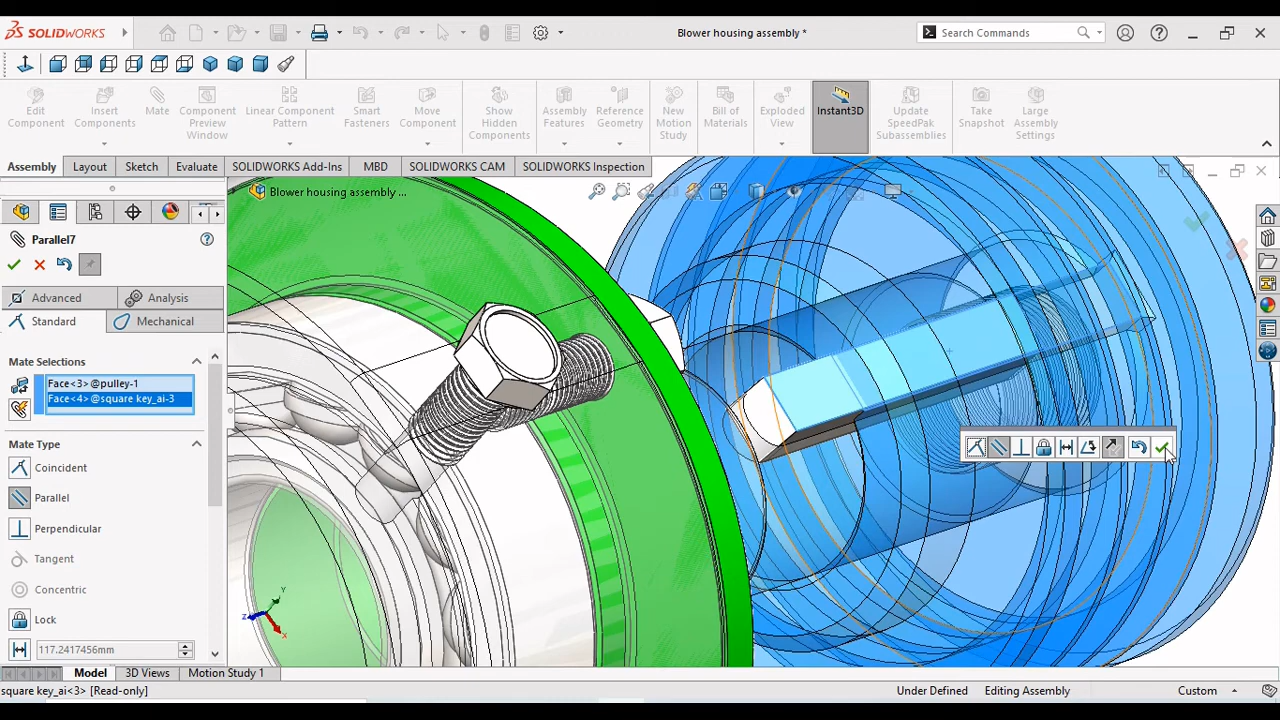 SOLIDWORKS
Blower housing assembly *
Search Commands
Edit Component
Insert Components
Mate
Component Preview Window
Linear Component Pattern
Smart Fasteners
Move Component
Show Hidden Components
Assembly Features
Reference Geometry
New Motion Study
Bill of Materials
Exploded View
Instant3D
Update SpeedPak Subassemblies
Take Snapshot
Large Assembly Settings
Assembly
Layout
Sketch
Evaluate
SOLIDWORKS Add-Ins
MBD
SOLIDWORKS CAM
SOLIDWORKS Inspection
Blower housing assembly ...
Parallel7
Advanced
Analysis
Standard
Mechanical
Mate Selections
Face<3>@pulley-1
Face<4>@square key_ai-3
Mate Type
Coincident
Parallel
Perpendicular
Tangent
Concentric
Lock
117.2417456mm
Y
Z
X
Model
3D Views
Motion Study 1
square key_ai<3> [Read-only]
Under Defined
Editing Assembly
Custom